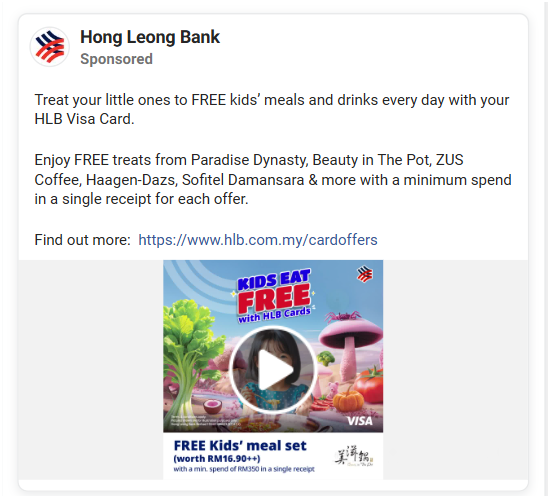 Hong Leong Bank
Sponsored
Treat your little ones to FREE kids’ meals and drinks every day with your
HLB Visa Card.
Enjoy FREE treats from Paradise Dynasty, Beauty in The Pot, ZUS
Coffee, Haagen-Dazs, Sofitel Damansara & more with a minimum spend
in a single receipt for each offer.
Find out more: https://www.hlb.com.my/cardoffers
KIDS EAT
FREE
with HLB Cards
VISA
FREE Kids’ meal set
(worth RM16.90++)
with a min. spend of RM350 in a single receipt
美滋鍋